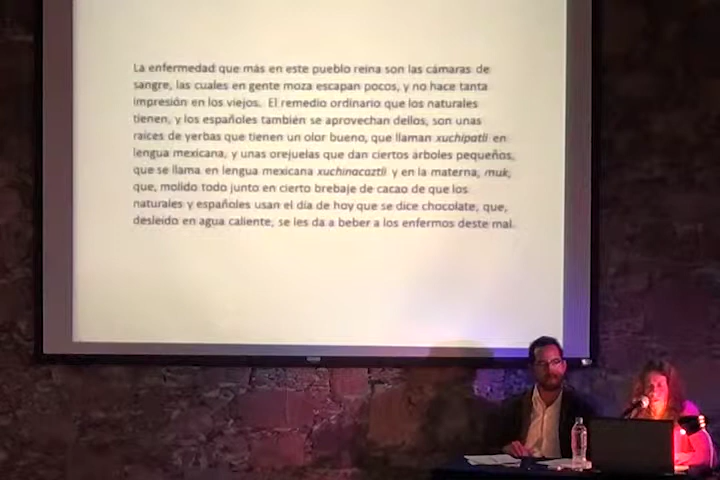 La enfermedad que más en este pueblo reina son las cámaras de
sangre, las cuales en gente moza escapan pocos, y no hace tanta
impresión en los viejos. El remedio ordinario que los naturales
tienen, y los españoles también se aprovechan dellos, son unas
raíces de yerbas que tienen un olor bueno, que llaman xuchipatli en
lengua mexicana, y unas orejuelas que dan ciertos árboles pequeños,
que se llama en lengua mexicana xuchinacaztli y en la materna, muk,
que, molido todo junto en cierto brebaje de cacao de que los
naturales y españoles usan el día de hoy que se dice chocolate, que,
desleído en agua caliente, se les da a beber a los enfermos deste mal.